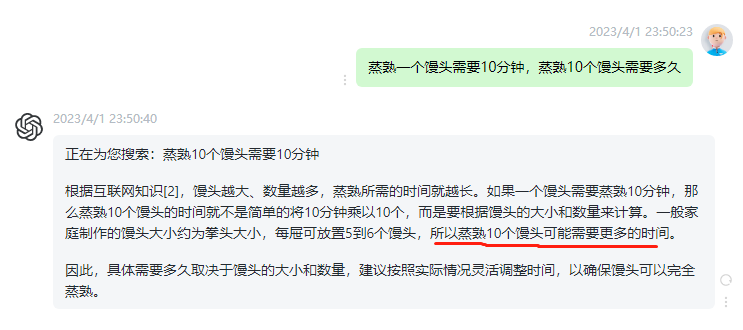 2023/4/1 23:50:23
蒸熟一个馒头需要10分钟，蒸熟10个馒头需要多久
2023/4/1 23:50:40
正在为您搜索：蒸熟10个馒头需要10分钟
根据互联网知识[2]，馒头越大、数量越多，蒸熟所需的时间就越长。如果一个馒头需要蒸熟10分钟，那
么蒸熟10个馒头的时间就不是简单的将10分钟乘以10个，而是要根据馒头的大小和数量来计算。一般家
庭制作的馒头大小约为拳头大小，每屉可放置5到6个馒头，所以蒸熟10个馒头可能需要更多的时间。
因此，具体需要多久取决于馒头的大小和数量，建议按照实际情况灵活调整时间，以确保馒头可以完全
蒸熟。